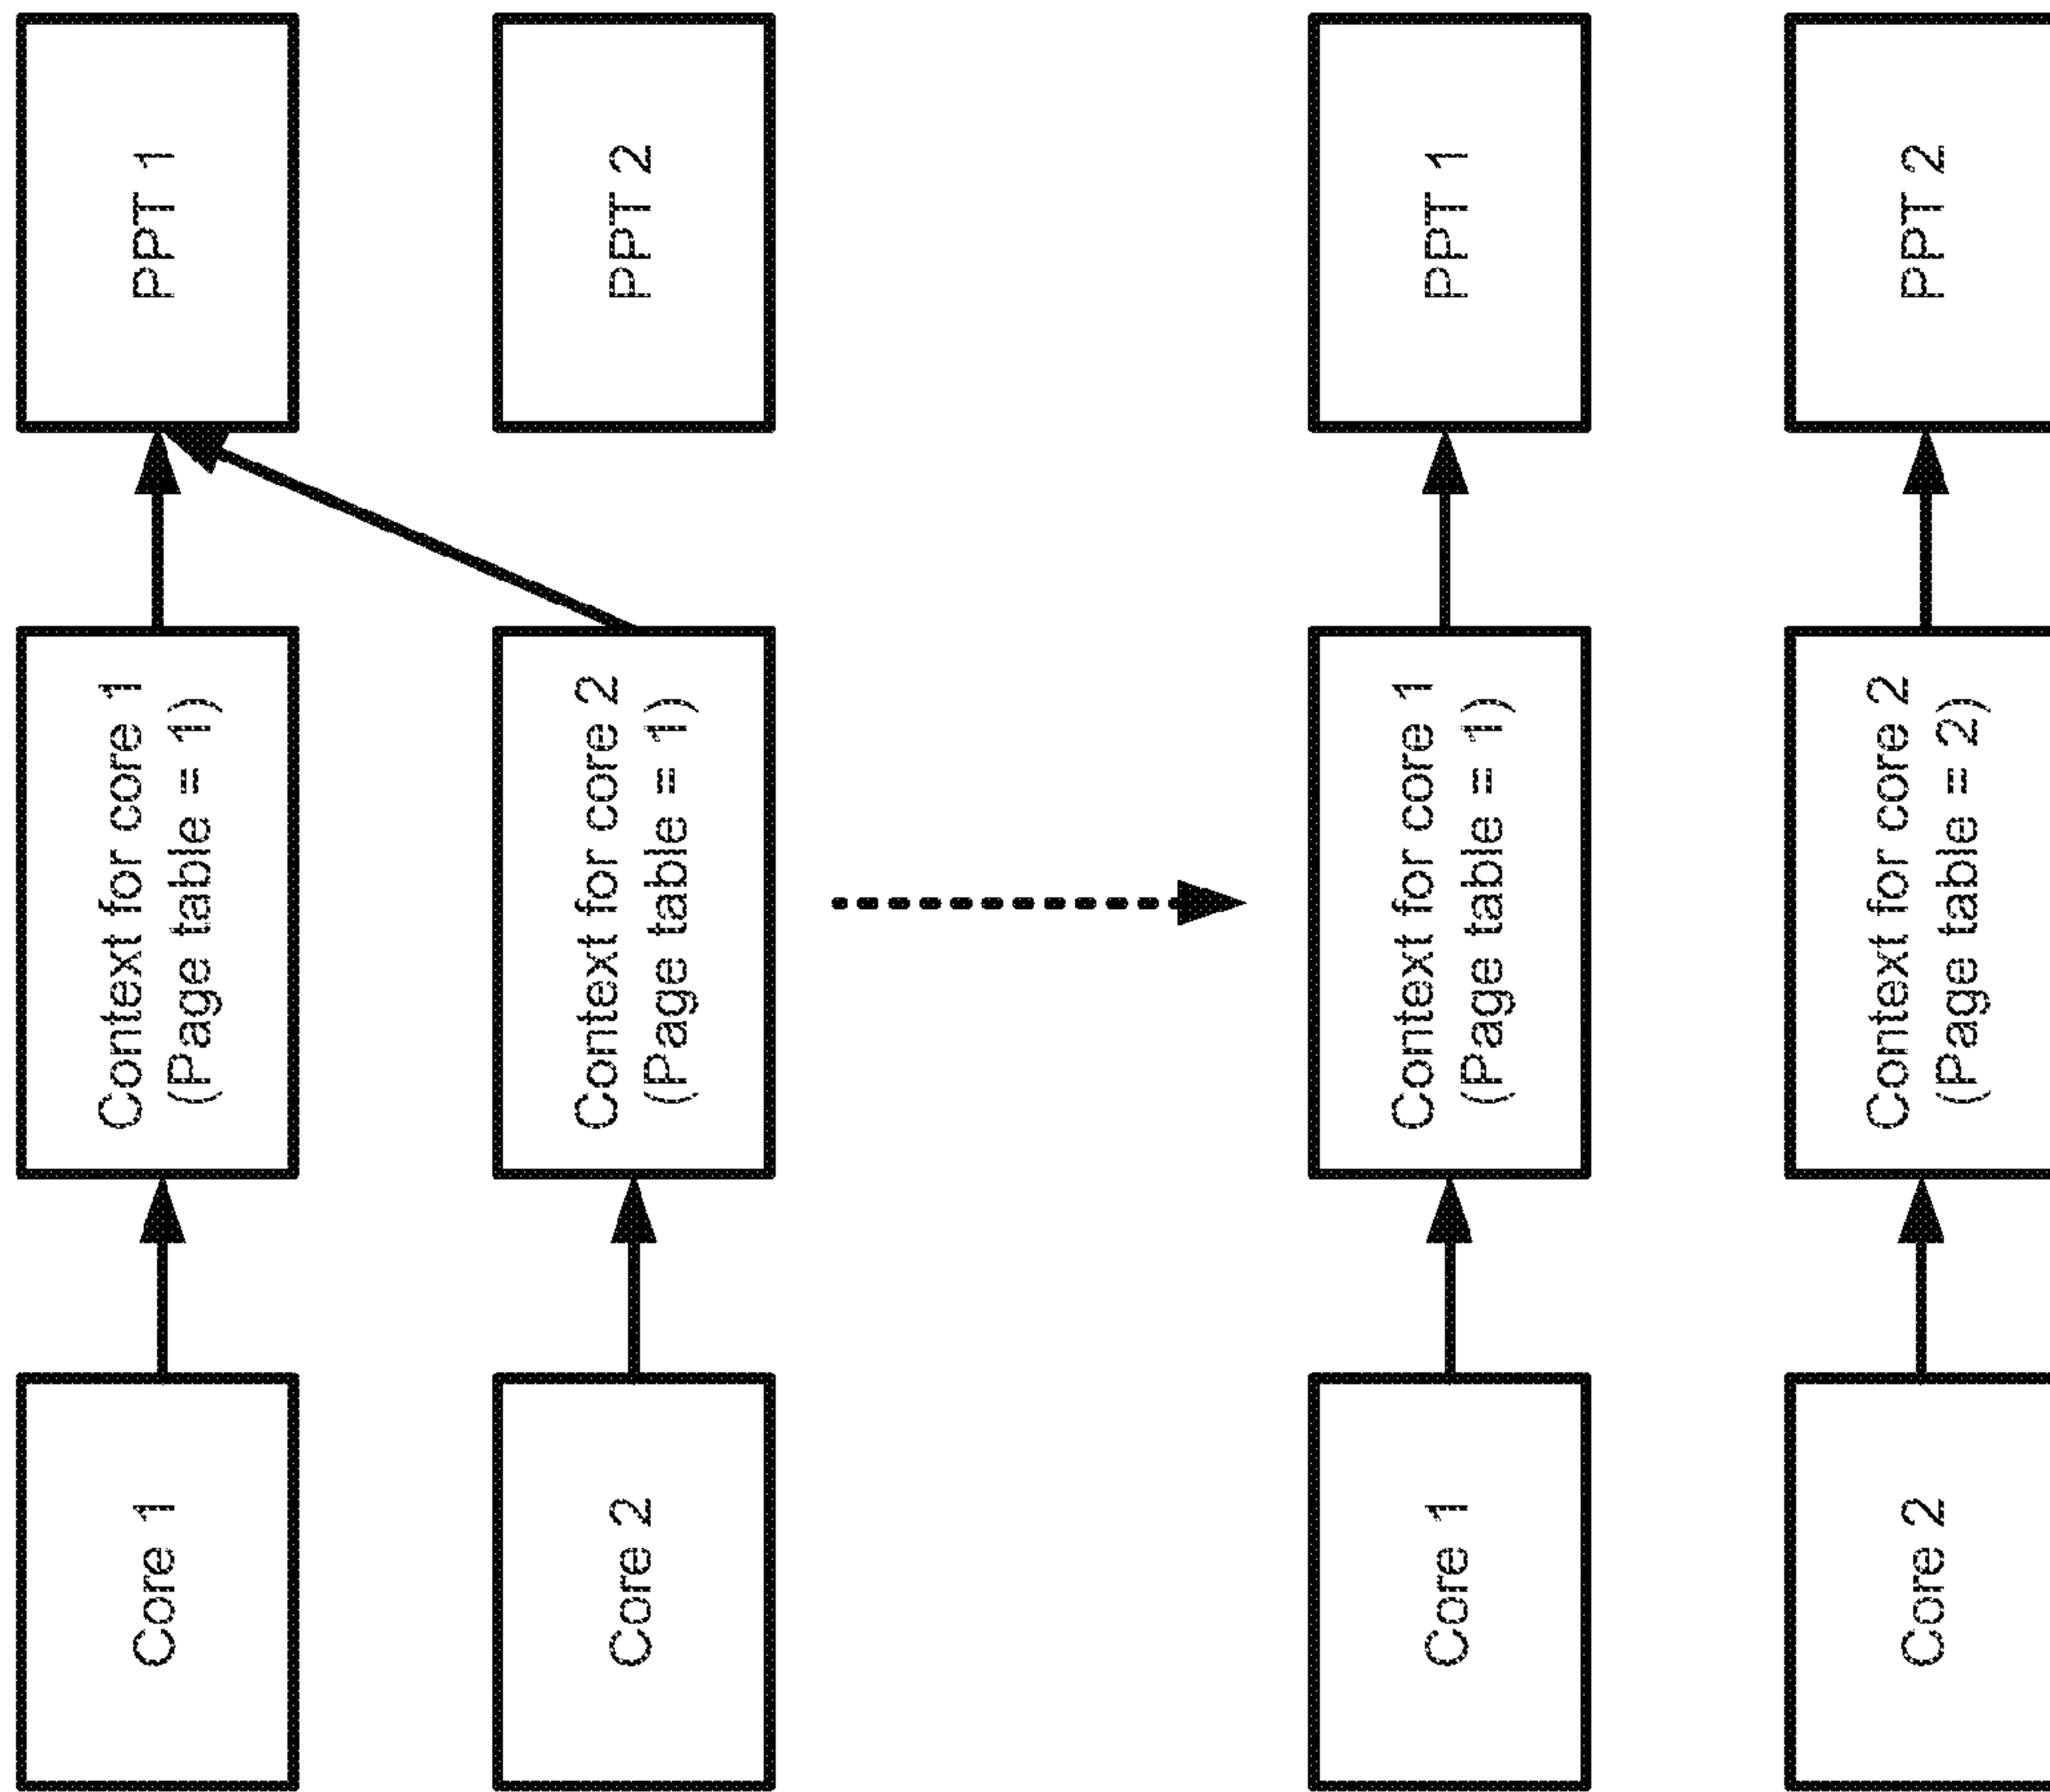 Core 1
Context for core 1
(Page table = 1)
PPT 1
Core 2
Context for core 2
(Page table = 1)
PPT 2
Core 1
Context for core 1
(Page table = 1)
PPT 1
Core 2
Context for core 2
(Page table = 2)
PPT 2